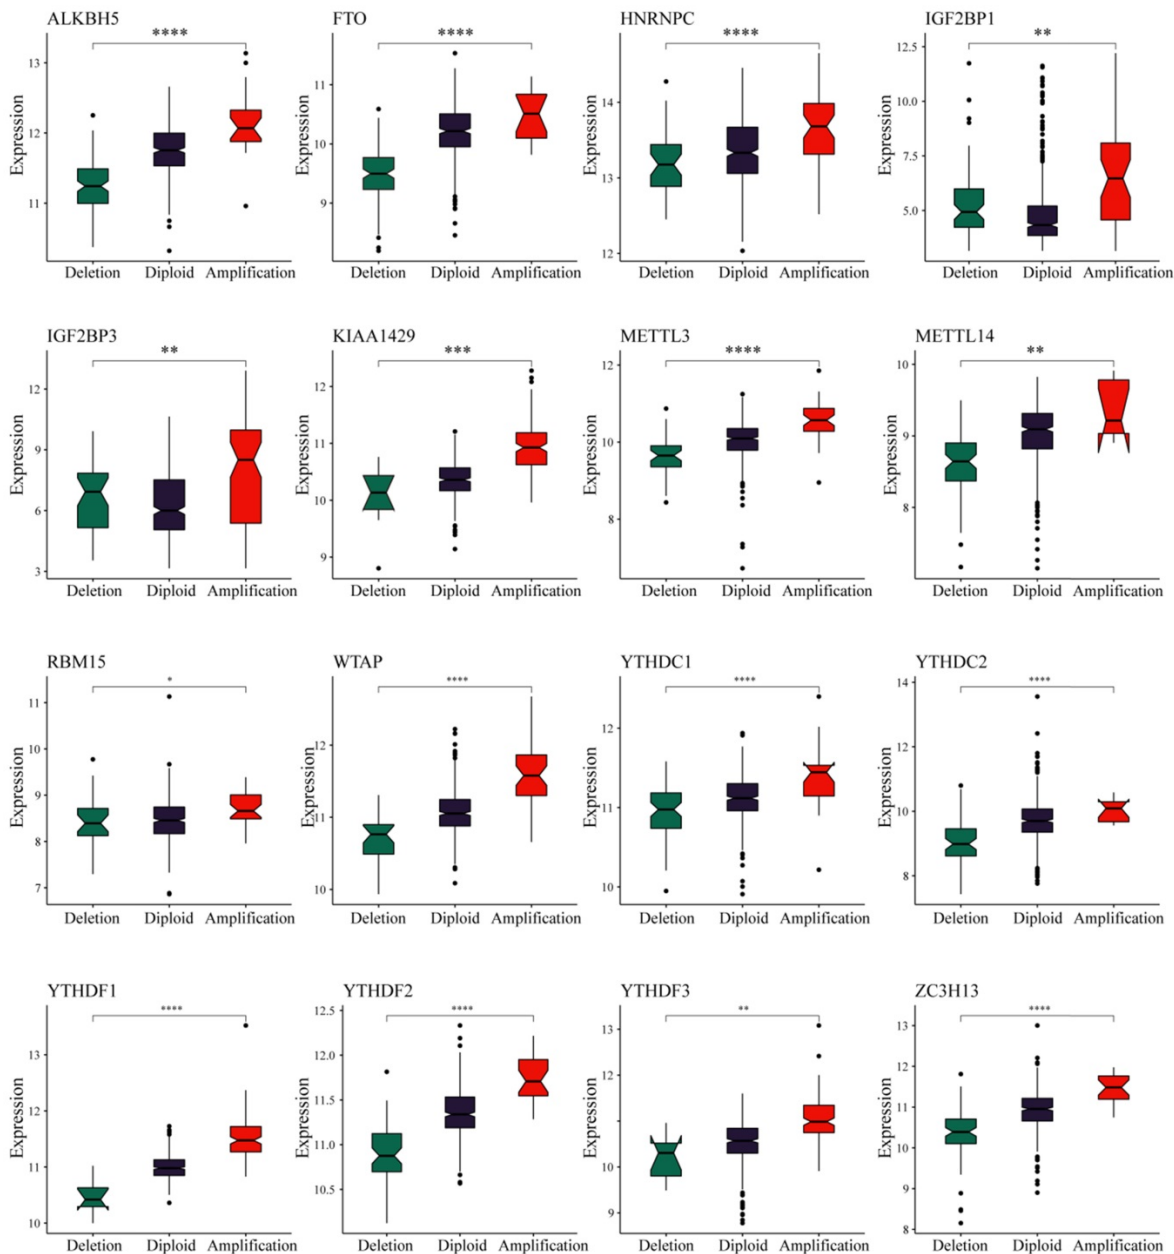 ALKBH5 FTO HNRNPC IGF2BP1
**** **** **** **
Expression Expression Expression Expression
13 11 14 12.5
12 10 13 10.0
11 9 12 7.5
5.0
Deletion Diploid Amplification Deletion Diploid Amplification Deletion Diploid Amplification Deletion Diploid Amplification
IGF2BP3 KIAA1429 METTL3 METTL14
** *** **** **
Expression Expression Expression Expression
12 12 12 10
9 11 10 9
6 10 8 8
3 9
Deletion Diploid Amplification Deletion Diploid Amplification Deletion Diploid Amplification Deletion Diploid Amplification
RBM15 WTAP YTHDC1 YTHDC2
* **** **** ****
Expression Expression Expression Expression
11 12 12 14
10 11 11 12
9 10 10 10
8 8
7
Deletion Diploid Amplification Deletion Diploid Amplification Deletion Diploid Amplification Deletion Diploid Amplification
YTHDF1 YTHDF2 YTHDF3 ZC3H13
**** **** ** ****
Expression Expression Expression Expression
13 12.5 13 13
12 12.0 12 12
11 11.5 11 11
10 11.0 10 10
10.5 9 9
8
Deletion Diploid Amplification Deletion Diploid Amplification Deletion Diploid Amplification Deletion Diploid Amplification